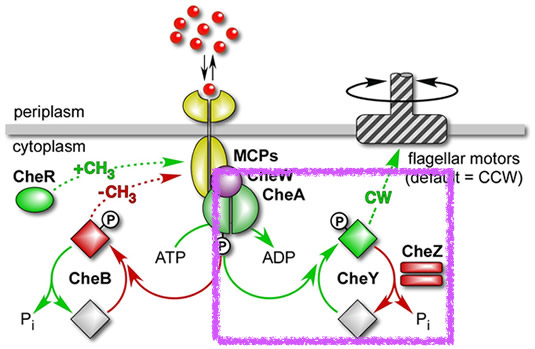 periplasm
cytoplasm
MCPs
flagellar motors
(default = CCW)
+CH3
CheR
-CH3
CheW
CheA
CW
P
P
P
CheZ
ATP
ADP
CheB
CheY
Pi
Pi